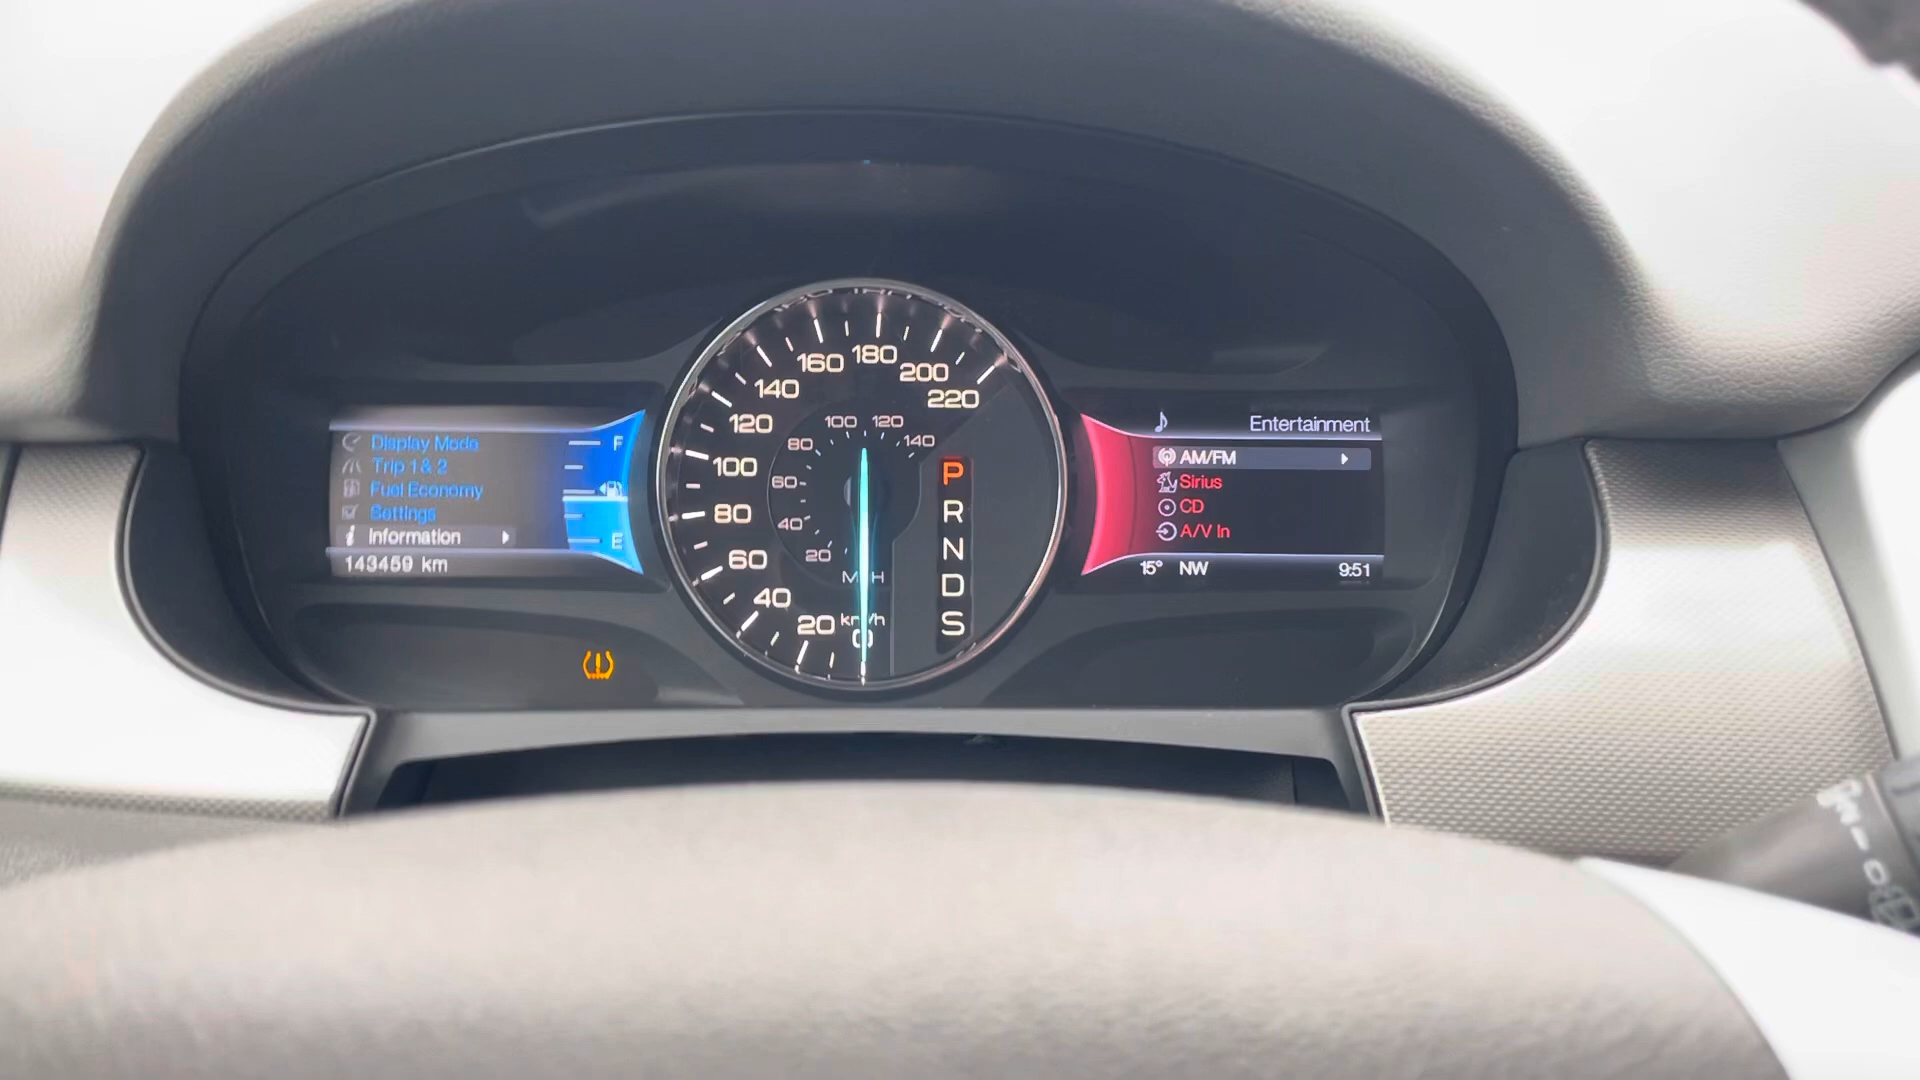 Display Mode
Trip 1 & 2
Fuel Economy
Settings
i Information
143459 km
F
E
220
200
180
160
140
120
100
80
60
40
20
0
140
120
100
80
60
40
20
MPH
km/h
P
R
N
D
S
Entertainment
AM/FM
Sirius
CD
A/V In
15° NW 9:51